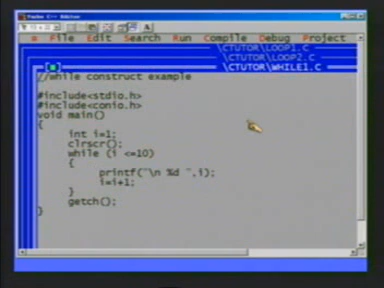 Turbo C++ Editor
File Edit Search Run Compile Debug Project
\CTUTOR\LOOP1.C
\CTUTOR\LOOP2.C
\CTUTOR\WHILE1.C
//while construct example
#include<stdio.h>
#include<conio.h>
void main()
{
int i=1;
clrscr();
while (i <=10)
{
printf("\n %d ",i);
i=i+1;
}
getch();
}